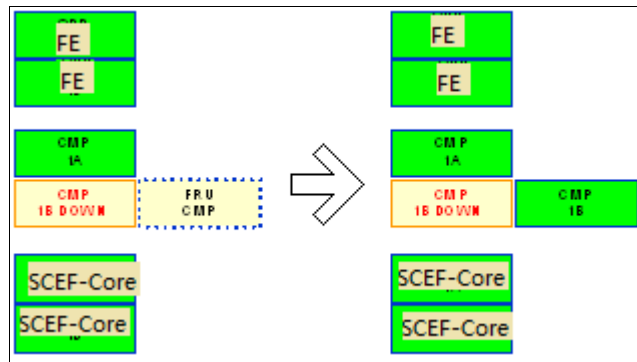 FE
FE
CMP
1A
CMP
1B DOWN
FRU
CMP
SCEF-Core
SCEF-Core
FE
FE
CMP
1A
CMP
1B DOWN
CMP
1B
SCEF-Core
SCEF-Core